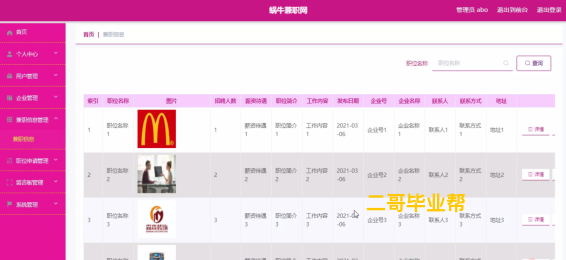 蜗牛兼职网
管理员 abo 退出到前台 退出登录
首页
个人中心
用户管理
企业管理
兼职信息管理
兼职信息
职位申请管理
留言板管理
系统管理
首页 | 兼职信息
职位名称 职位名称 查询
索引 职位名称 图片 招聘人数 薪资待遇 职位简介 工作内容 发布日期 企业号 企业名称 联系人 联系方式 地址
1 职位名称1 1 薪资待遇1 职位简介1 工作内容1 2021-03-06 企业号1 企业名称1 联系人1 联系方式1 地址1 详情
2 职位名称2 2 薪资待遇2 职位简介2 工作内容2 2021-03-06 企业号2 企业名称2 联系人2 联系方式2 地址2 详情
3 职位名称3 3 薪资待遇3 职位简介3 工作内容3 2021-03-06 企业号3 企业名称3 联系人3 联系方式3 地址3 详情
二哥毕业帮